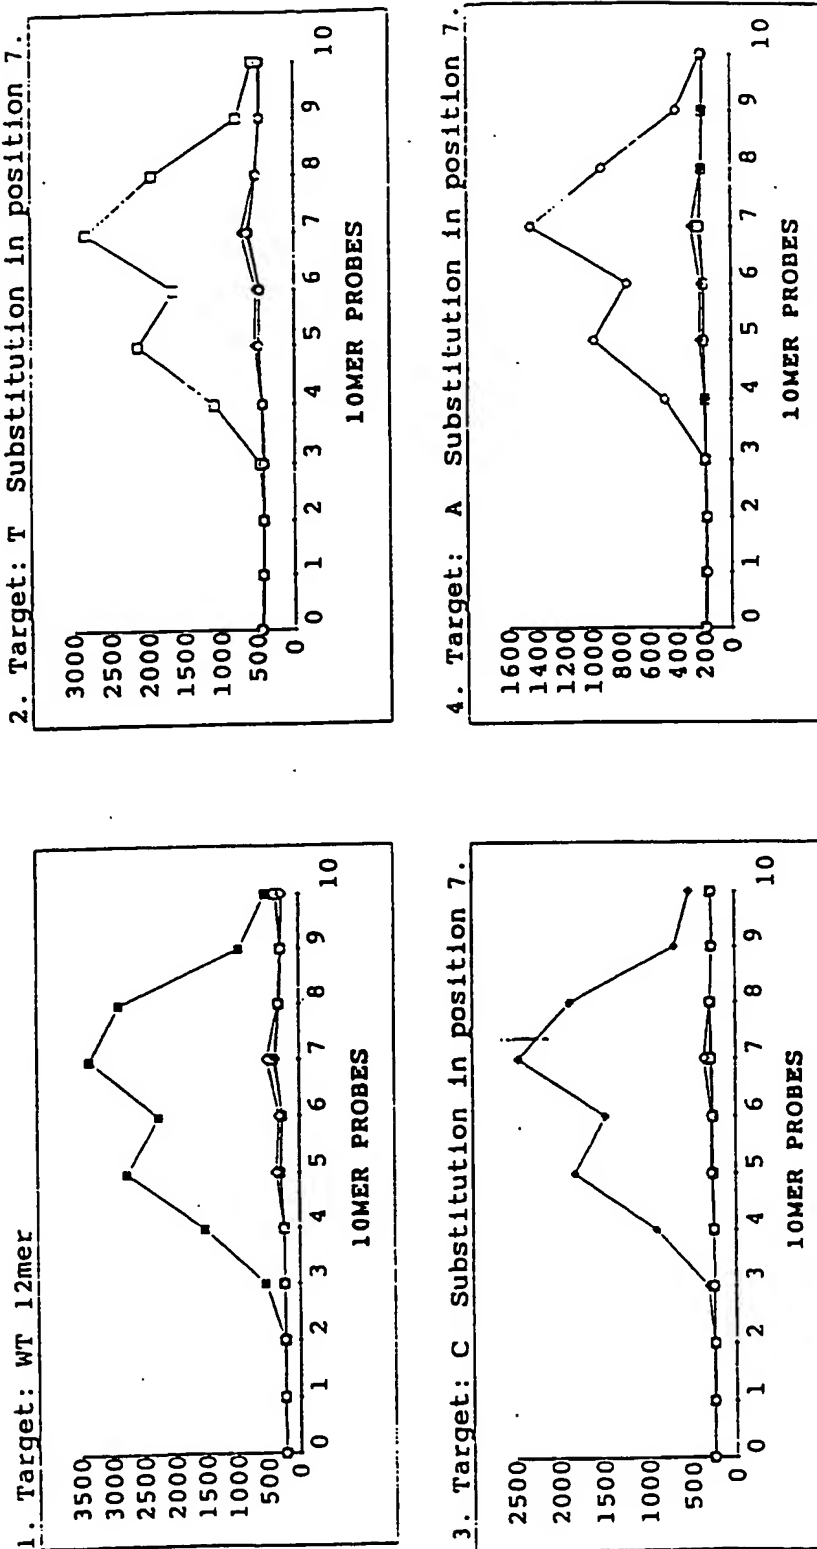 1. Target: WT 12mer
3500
3000
2500
2000
1500
1000
500
0
0 1 2 3 4 5 6 7 8 9 10
10MER PROBES
2. Target: T Substitution in position 7.
3000
2500
2000
1500
1000
500
0
0 1 2 3 4 5 6 7 8 9 10
10MER PROBES
3. Target: C Substitution in position 7.
2500
2000
1500
1000
500
0
0 1 2 3 4 5 6 7 8 9 10
10MER PROBES
4. Target: A Substitution in position 7.
1600
1400
1200
1000
800
600
400
200
0
0 1 2 3 4 5 6 7 8 9 10
10MER PROBES